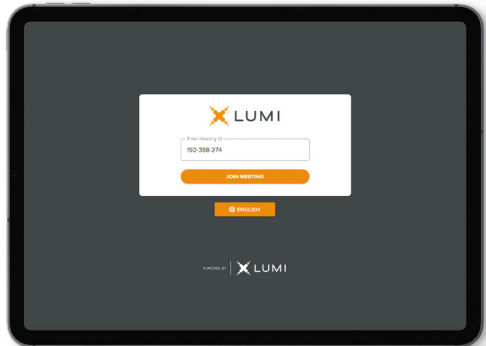 LUMI
Enter Meeting ID
192-388-274
JOIN MEETING
ENGLISH
POWERED BY LUMI